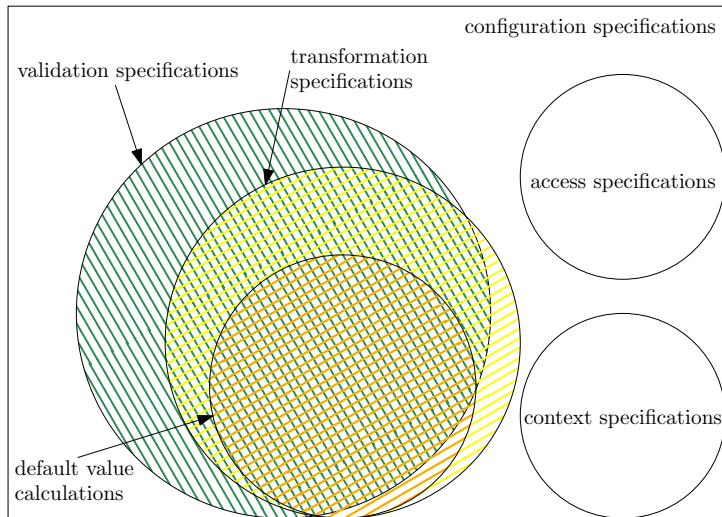 configuration specifications
validation specifications
transformation
specifications
access specifications
context specifications
default value
calculations